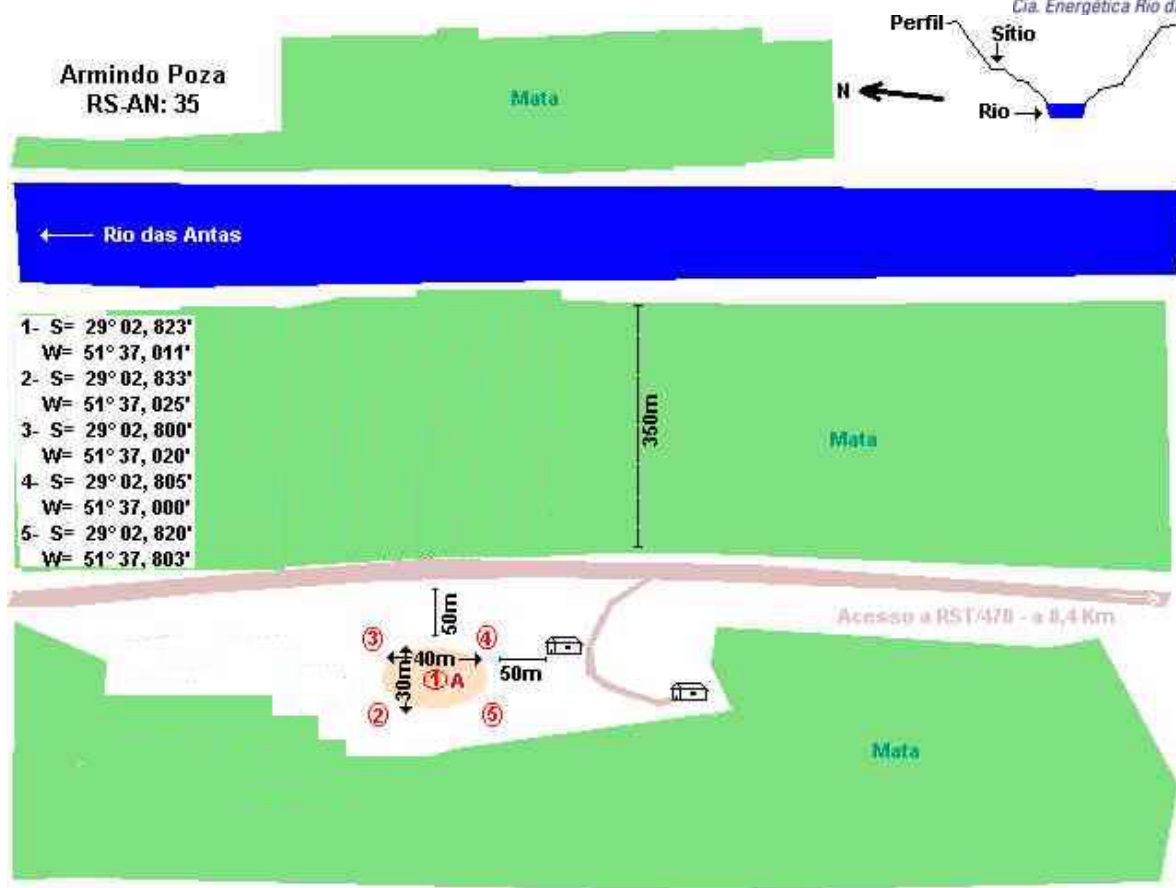 Cia. Energética Rio d
Perfil
Sítio
Armindo Poza
RS-AN: 35
Mata
N
Rio
Rio das Antas
1- S= 29° 02, 823'
W= 51° 37, 011'
2- S= 29° 02, 833'
W= 51° 37, 025'
3- S= 29° 02, 800'
W= 51° 37, 020'
4- S= 29° 02, 805'
W= 51° 37, 000'
5- S= 29° 02, 820'
W= 51° 37, 803'
350m
Mata
50m
Acesso a RST/470 - a 8,4 Km
3
4
40m
50m
30m
1 A
2
5
Mata